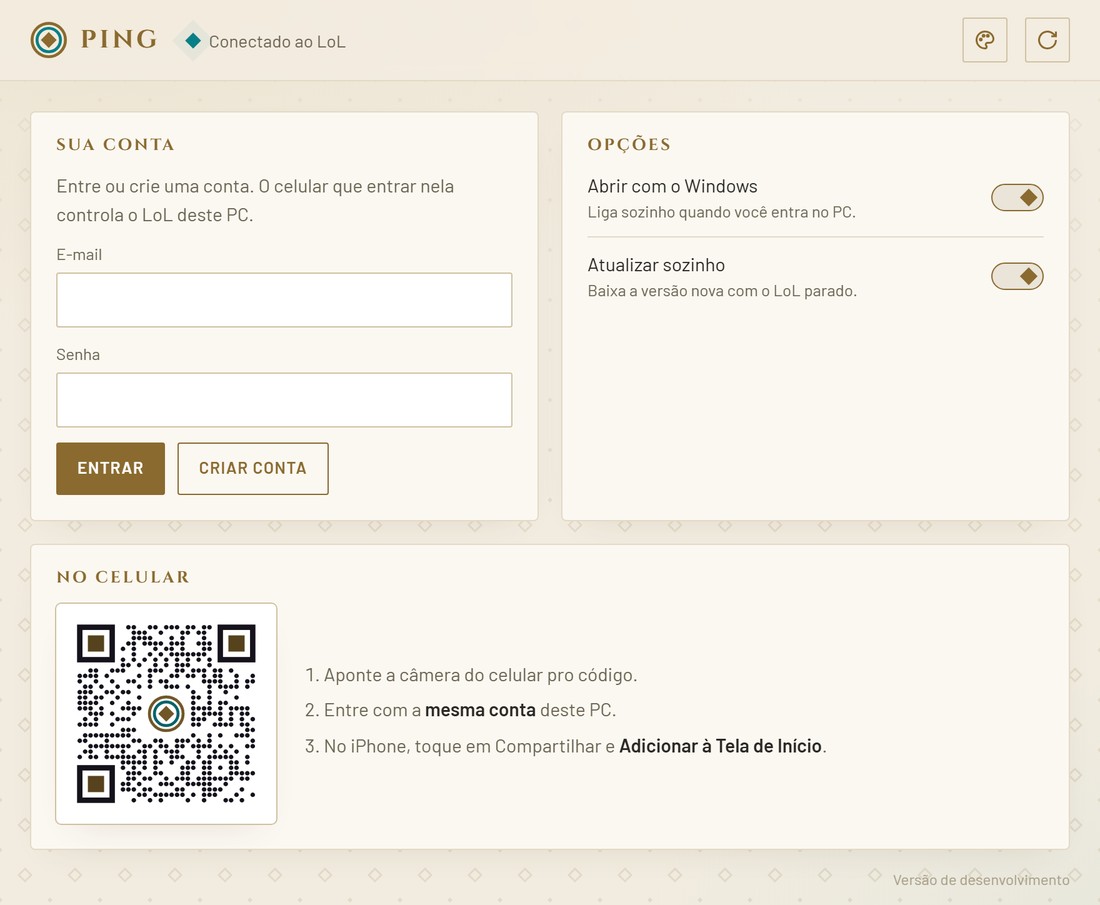 PING
Conectado ao LoL
SUA CONTA
Entre ou crie uma conta. O celular que entrar nela
controla o LoL deste PC.
E-mail
Senha
ENTRAR
CRIAR CONTA
OPÇÕES
Abrir com o Windows
Liga sozinho quando você entra no PC.
Atualizar sozinho
Baixa a versão nova com o LoL parado.
NO CELULAR
1. Aponte a câmera do celular pro código.
2. Entre com a mesma conta deste PC.
3. No iPhone, toque em Compartilhar e Adicionar à Tela de Início.
Versão de desenvolvimento